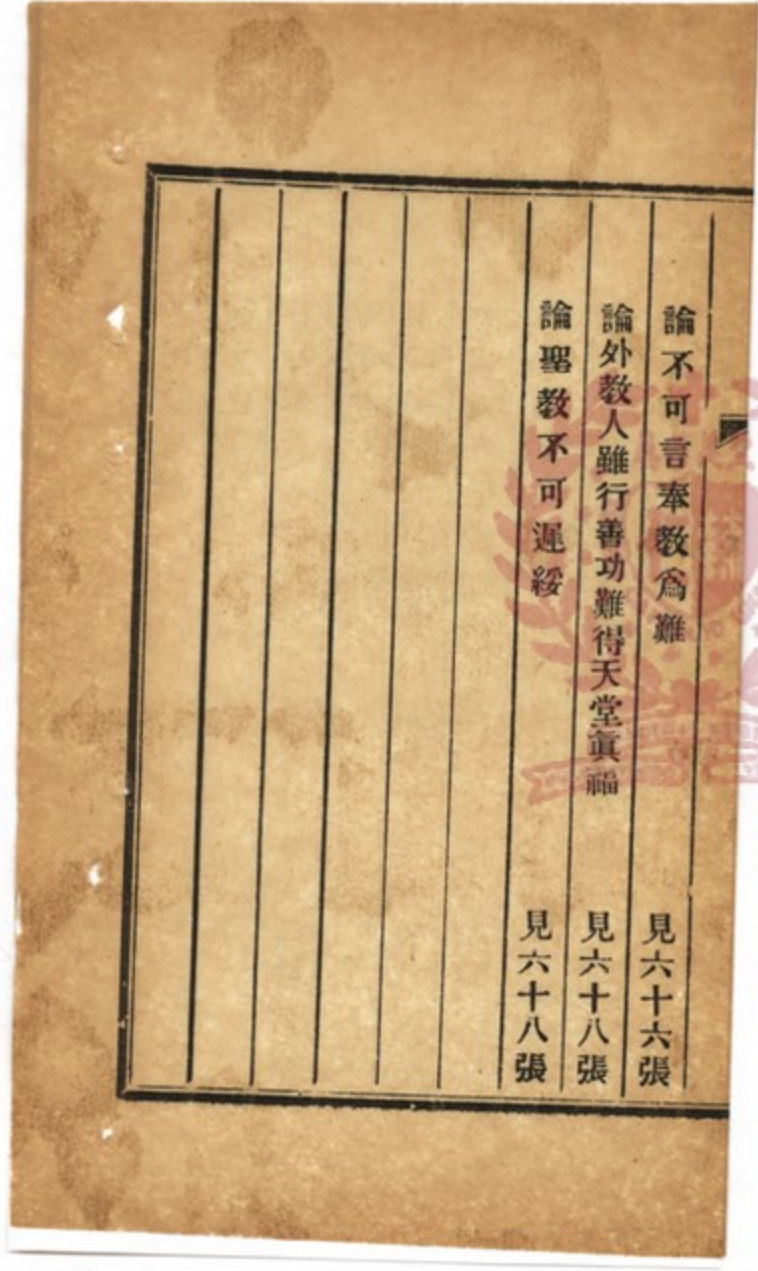 論不可言奉教爲難 見六十六張
論外教人雖行善功難得天堂眞福 見六十八張
論聖教不可遲綏 見六十八張